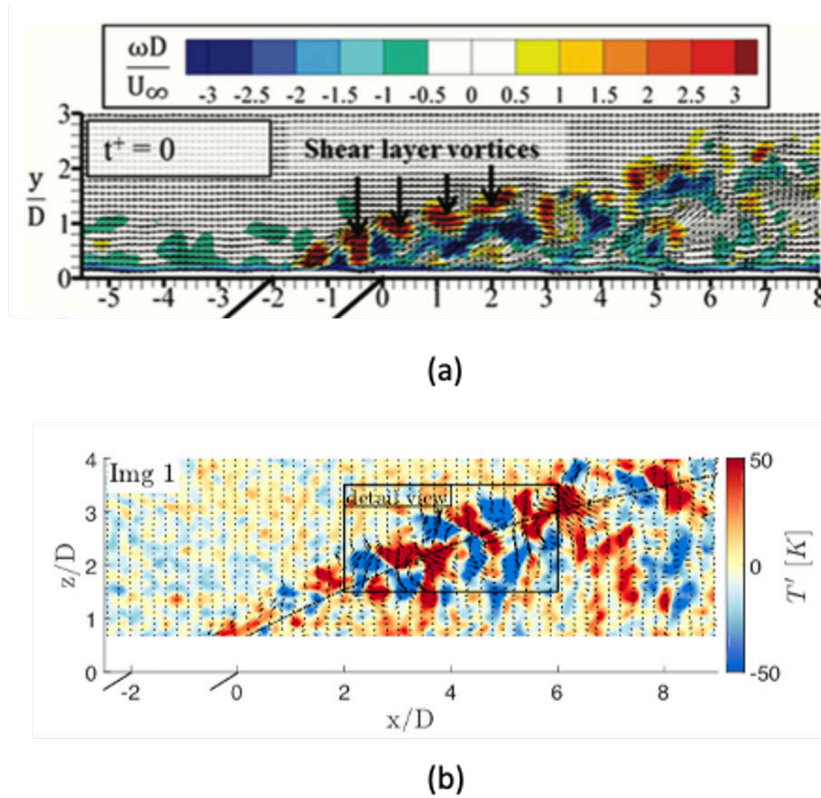 ωD
U∞
-3 -2.5 -2 -1.5 -1 -0.5 0 0.5 1 1.5 2 2.5 3
3
t+ = 0
Shear layer vortices
2
y
D
1
0
-5 -4 -3 -2 -1 0 1 2 3 4 5 6 7 8
(a)
4
Img 1
50
detail view
3
z/D
2
0
T' [K]
1
0
-50
-2 0 2 4 6 8
x/D
(b)